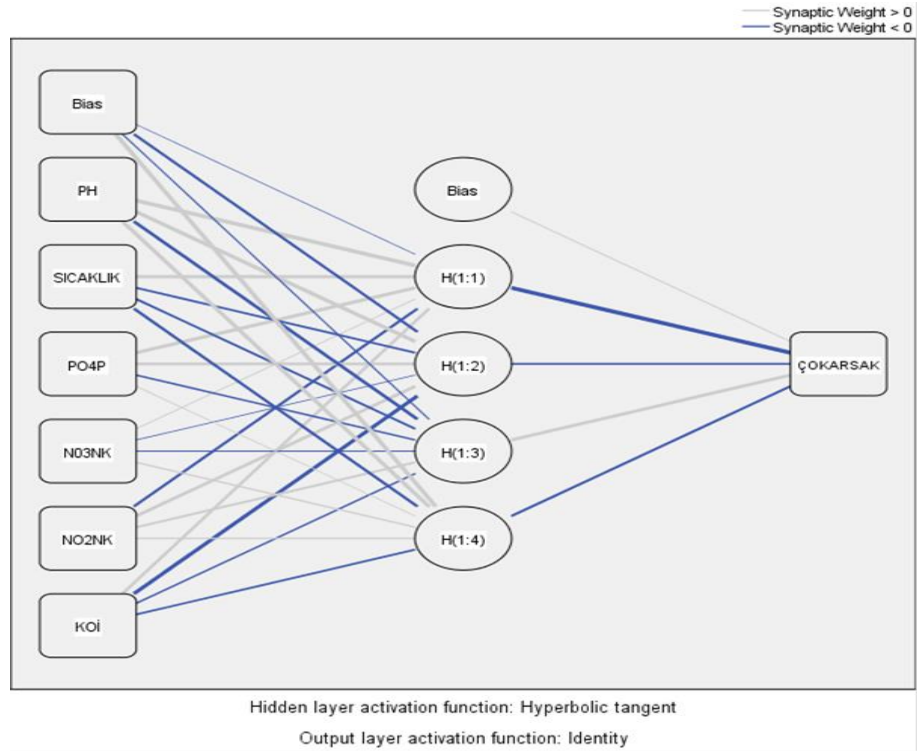 Synaptic Weight > 0
Synaptic Weight < 0
Bias
PH
SICAKLIK
PO4P
N03NK
NO2NK
KOİ
Bias
H(1:1)
H(1:2)
H(1:3)
H(1:4)
ÇOKARSAK
Hidden layer activation function: Hyperbolic tangent
Output layer activation function: Identity